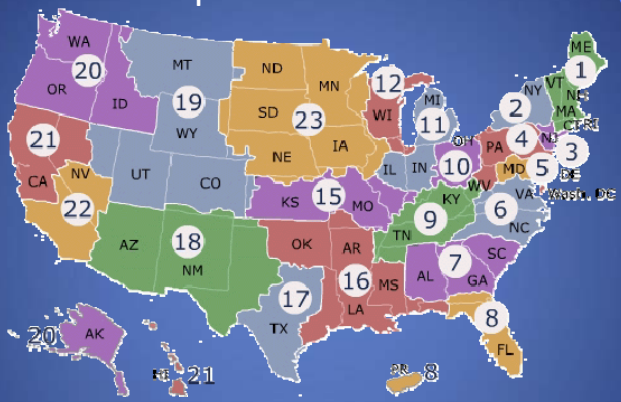 WA
20
OR
ID
MT
19
WY
ND
MN
SD
23
NE
IA
12
WI
MI
11
ME
1
VT
NH
NY
2
MA
CT RI
PA
4
NJ
3
OH
10
IL
IN
MD
5
DE
Wash. DC
WV
VA
6
NC
21
CA
NV
22
UT
CO
KS
15
MO
KY
9
TN
AZ
18
NM
OK
AR
16
MS
LA
17
TX
AL
7
GA
SC
8
FL
20
AK
HI
21
PR
8